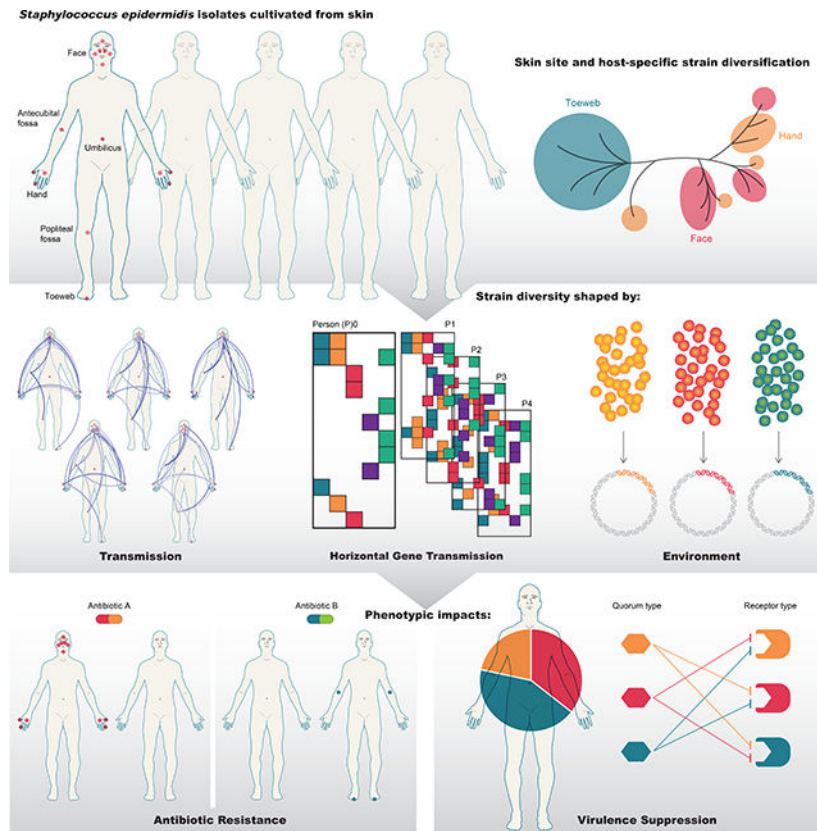 Staphylococcus epidermidis isolates cultivated from skin
Face
Antecubital
fossa
Umbilicus
Hand
Popliteal
fossa
Toeweb
Skin site and host-specific strain diversification
Toeweb
Hand
Face
Strain diversity shaped by:
Person (P)0
P1
P2
P3
P4
Transmission
Horizontal Gene Transmission
Environment
Phenotypic impacts:
Antibiotic A
Antibiotic B
Quorum type
Receptor type
Antibiotic Resistance
Virulence Suppression